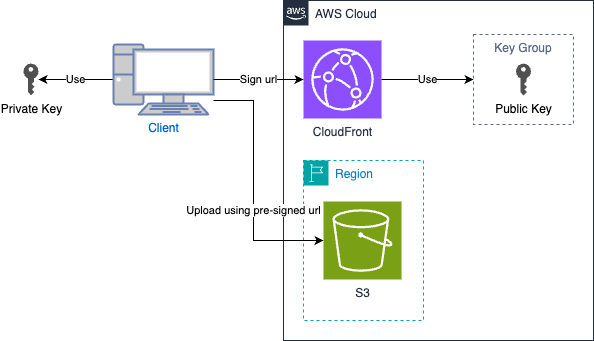 aws
AWS Cloud
Key Group
Use
Sign url
Use
Private Key
Public Key
Client
CloudFront
Region
Upload using pre-signed url
S3